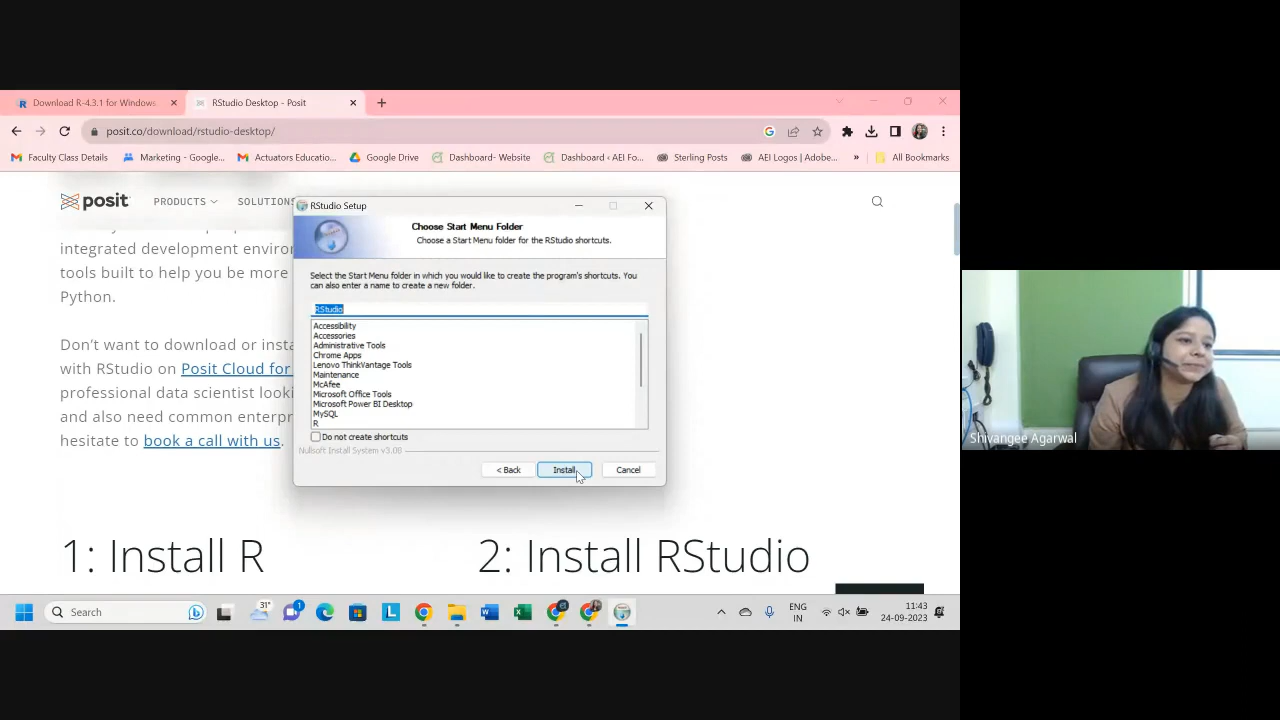 Download R-4.3.1 for Windows.
RStudio Desktop - Posit
posit.co/download/rstudio-desktop/
Faculty Class Details
Marketing - Google...
Actuators Educatio...
Google Drive
Dashboard- Website
Dashboard ‹ AEI Fo...
Sterling Posts
AEI Logos | Adobe...
»
All Bookmarks
posit
PRODUCTS
SOLUTIONS
integrated development environ
tools built to help you be more
Python.
Don't want to download or insta
with RStudio on Posit Cloud for
professional data scientist looki
and also need common enterpr
hesitate to book a call with us.
RStudio Setup
Choose Start Menu Folder
Choose a Start Menu folder for the RStudio shortcuts.
Select the Start Menu folder in which you would like to create the program's shortcuts. You
can also enter a name to create a new folder.
RStudio
Accessibility
Accessories
Administrative Tools
Chrome Apps
Lenovo ThinkVantage Tools
Maintenance
McAfee
Microsoft Office Tools
Microsoft Power BI Desktop
MySQL
R
Do not create shortcuts
Nullsoft Install System v3.08
< Back
Install
Cancel
1: Install R
2: Install RStudio
Search
31°
1
ENG
IN
11:43
24-09-2023
Shivangee Agarwal